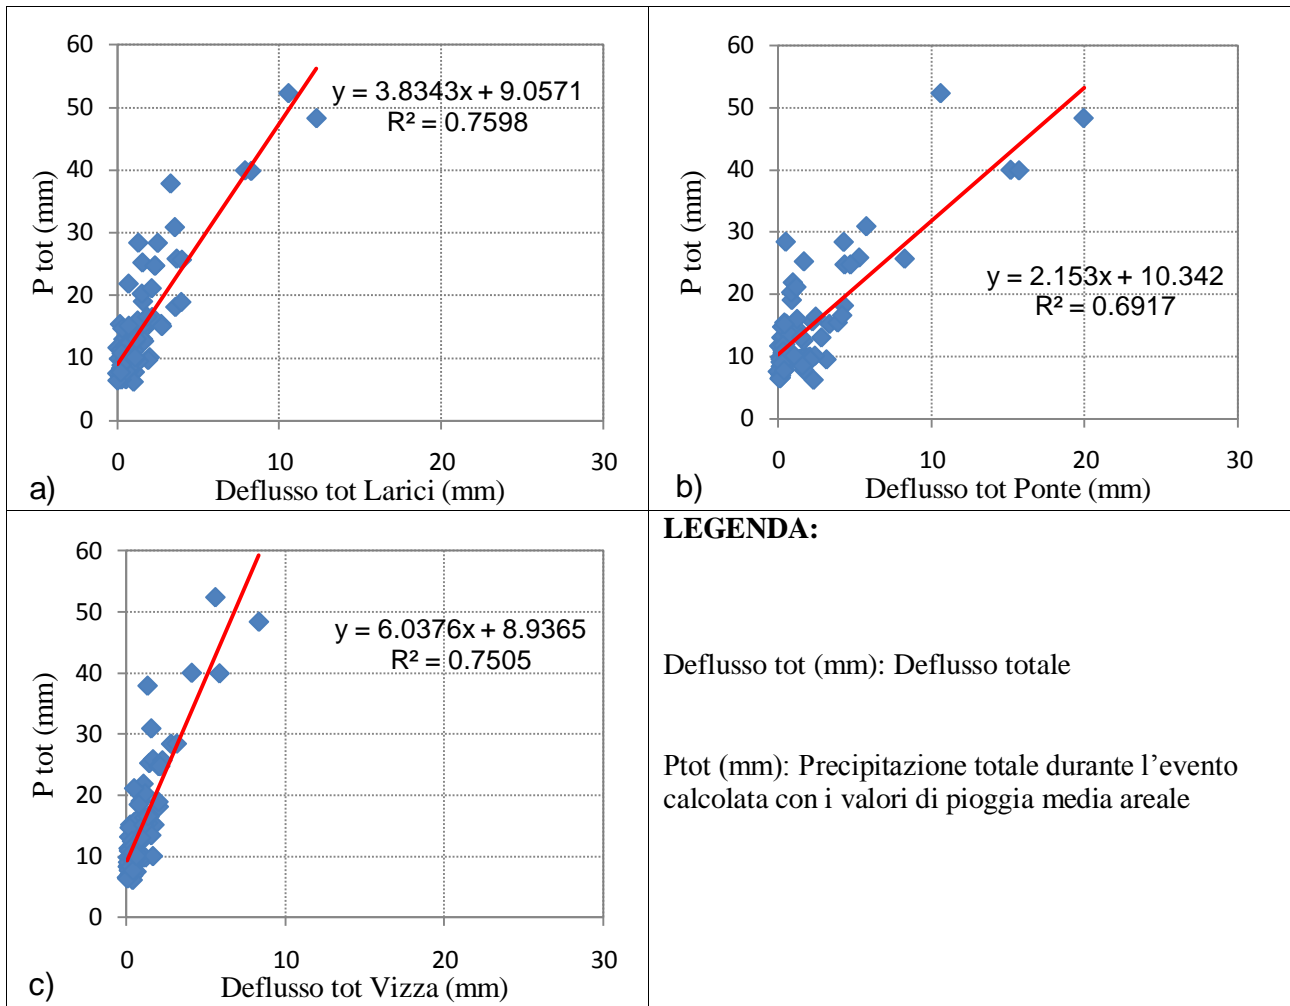 60
50
40
30
20
10
0
P tot (mm)
y = 3.8343x + 9.0571
R² = 0.7598
0 10 20 30
a)
Deflusso tot Larici (mm)
60
50
40
30
20
10
0
P tot (mm)
y = 2.153x + 10.342
R² = 0.6917
0 10 20 30
b)
Deflusso tot Ponte (mm)
60
50
40
30
20
10
0
P tot (mm)
y = 6.0376x + 8.9365
R² = 0.7505
0 10 20 30
c)
Deflusso tot Vizza (mm)
LEGENDA:
Deflusso tot (mm): Deflusso totale
Ptot (mm): Precipitazione totale durante l’evento
calcolata con i valori di pioggia media areale